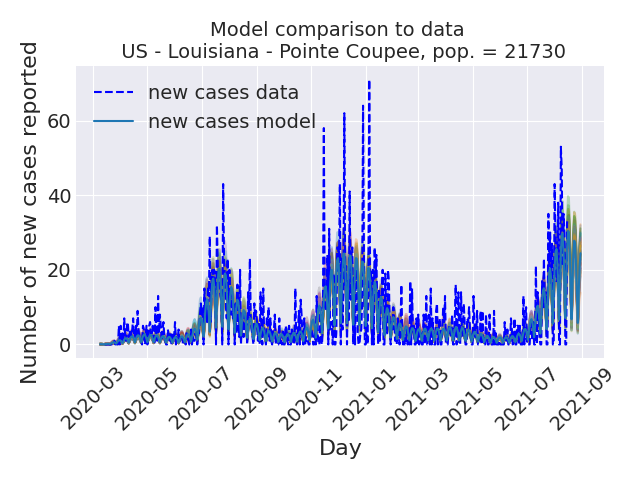 Model comparison to data
US - Louisiana - Pointe Coupee, pop. = 21730
Number of new cases reported
new cases data
new cases model
60
40
20
0
2020-03
2020-05
2020-07
2020-09
2020-11
2021-01
2021-03
2021-05
2021-07
2021-09
Day